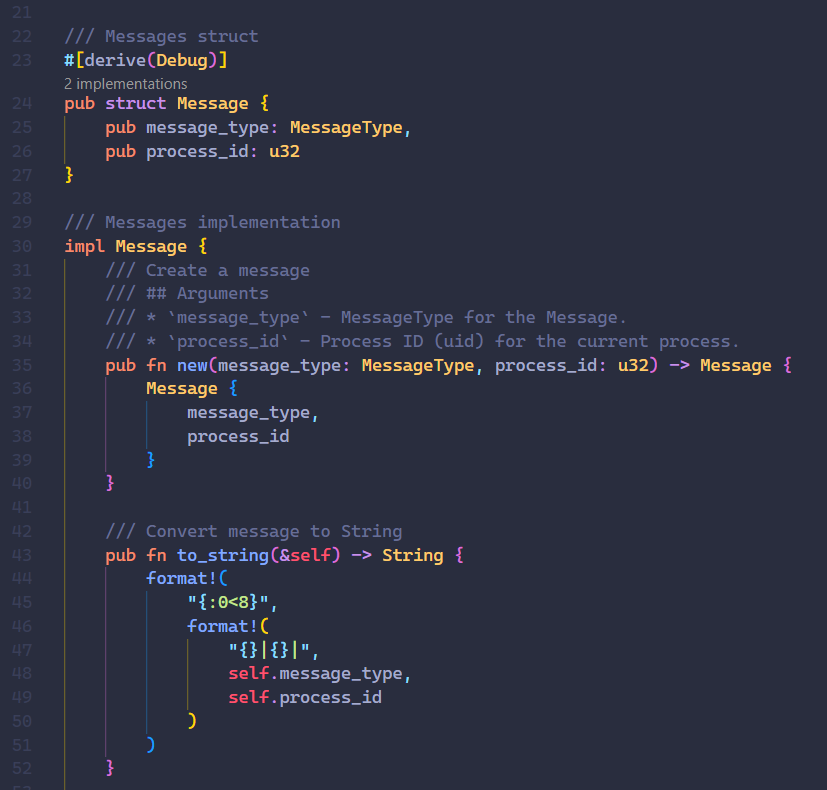 21
22 /// Messages struct
23 #[derive(Debug)]
2 implementations
24 pub struct Message {
25     pub message_type: MessageType,
26     pub process_id: u32
27 }
28
29 /// Messages implementation
30 impl Message {
31     /// Create a message
32     /// ## Arguments
33     /// * `message_type` - MessageType for the Message.
34     /// * `process_id` - Process ID (uid) for the current process.
35     pub fn new(message_type: MessageType, process_id: u32) -> Message {
36         Message {
37             message_type,
38             process_id
39         }
40     }
41
42     /// Convert message to String
43     pub fn to_string(&self) -> String {
44         format!(
45             "{:0<8}",
46             format!(
47                 "{}|{}|",
48                 self.message_type,
49                 self.process_id
50             )
51         )
52     }